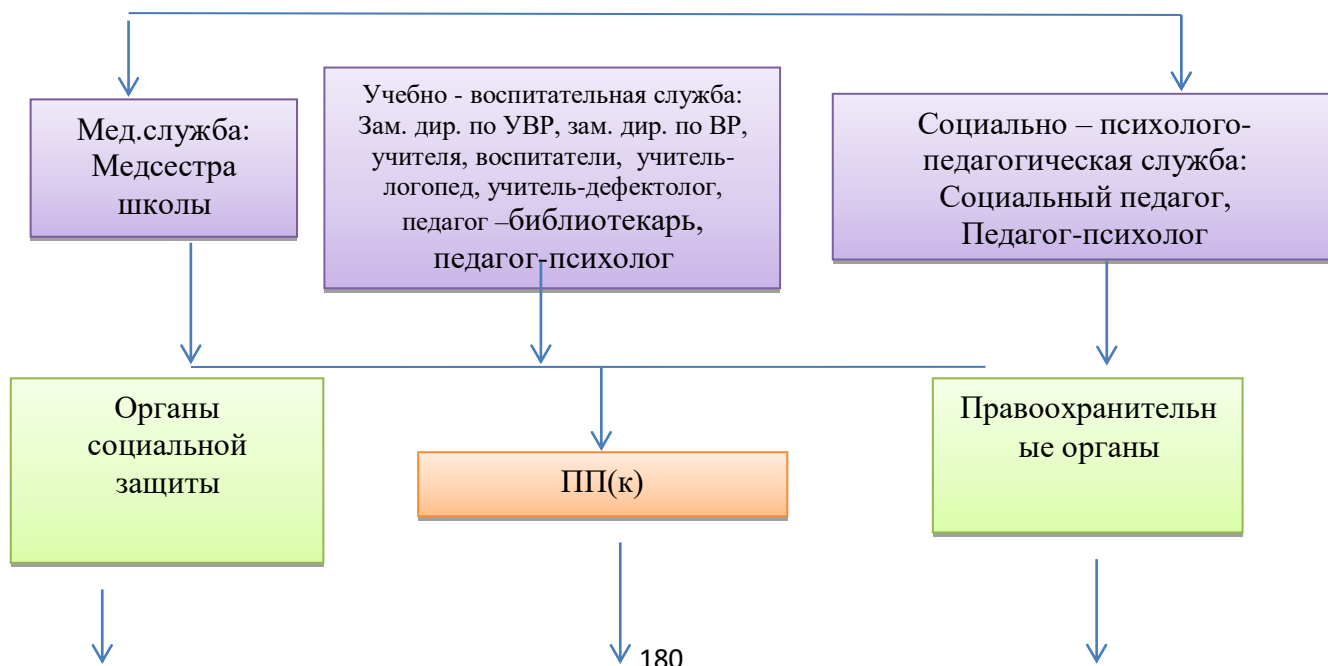 Мед.служба:
Медсестра
школы
Учебно - воспитательная служба:
Зам. дир. по УВР, зам. дир. по ВР,
учителя, воспитатели, учитель-
логопед, учитель-дефектолог,
педагог –библиотекарь,
педагог-психолог
Социально – психолого-
педагогическая служба:
Социальный педагог,
Педагог-психолог
Органы
социальной
защиты
ПП(к)
Правоохранительн
ые органы
180